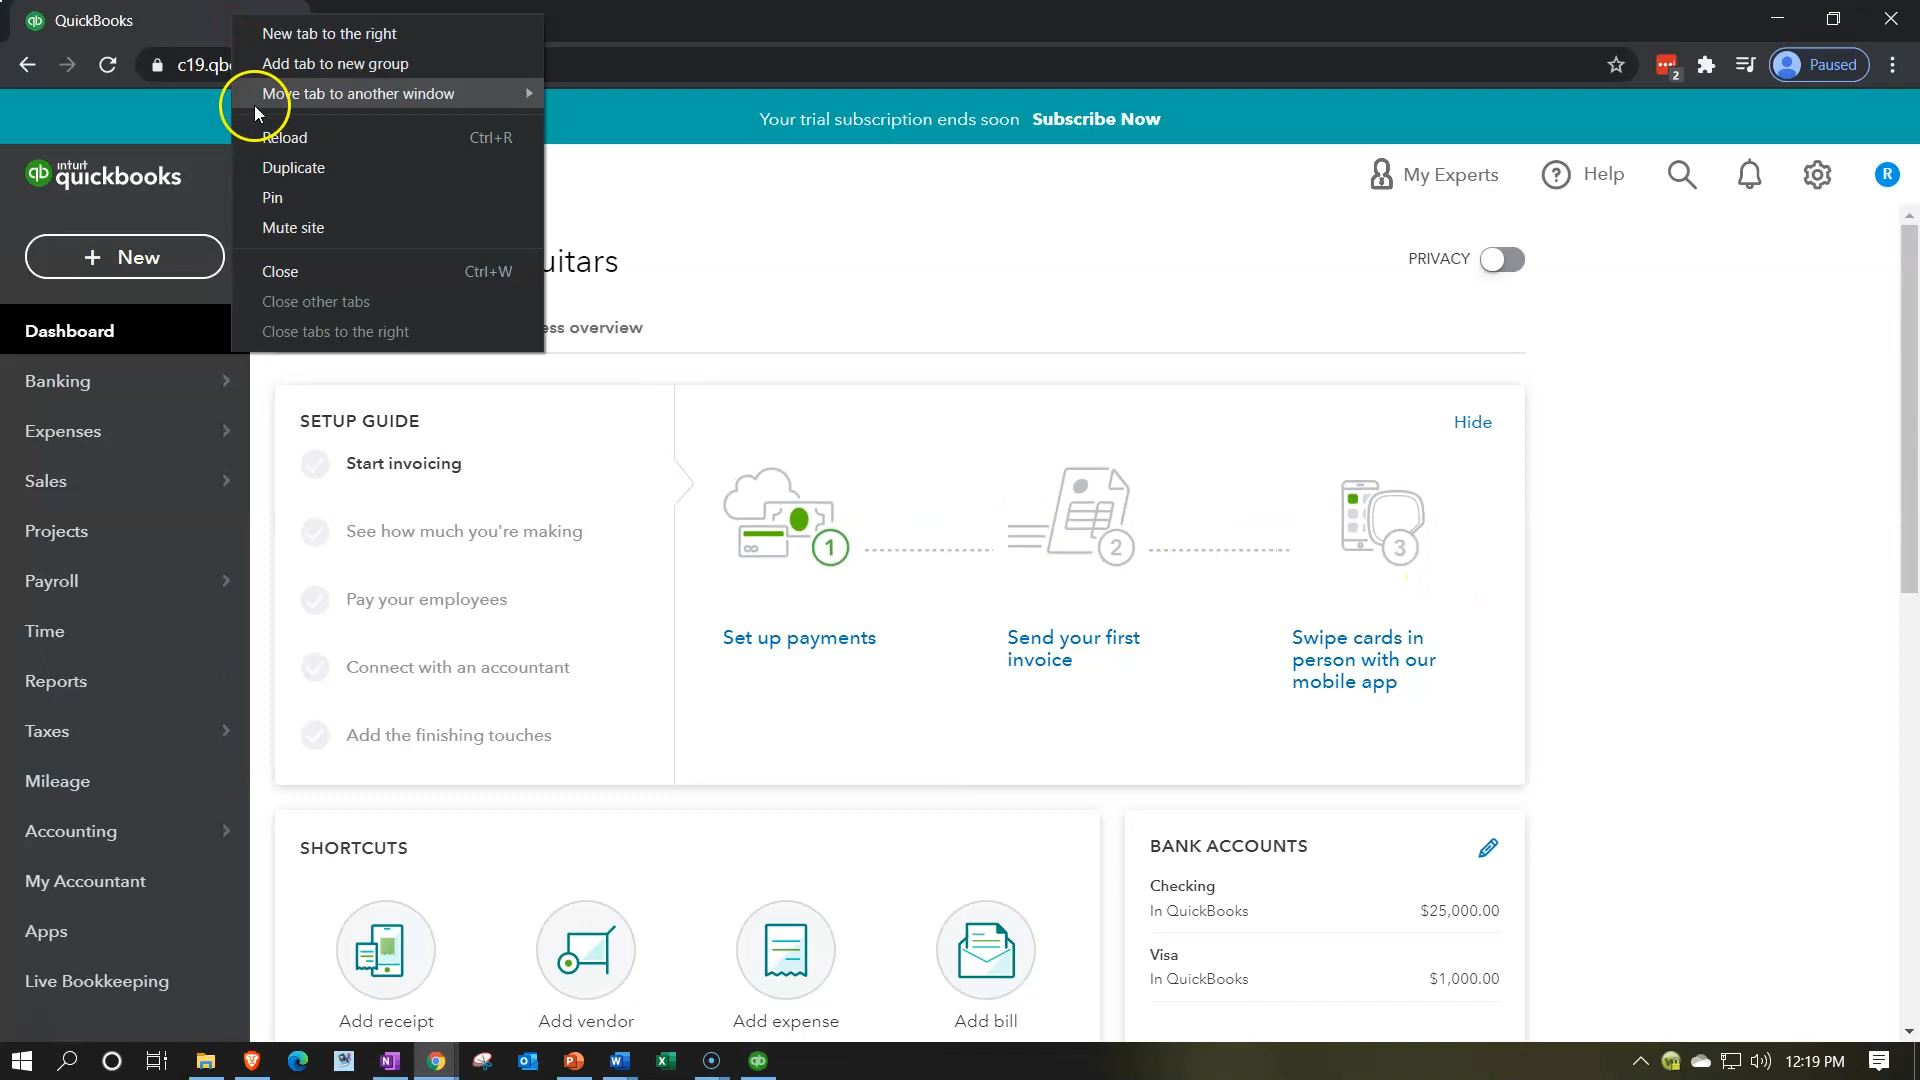 QuickBooks
New tab to the right
Add tab to new group
Move tab to another window
Reload Ctrl+R
Duplicate
Pin
Mute site
Close Ctrl+W
Close other tabs
Close tabs to the right
c19.qb
2
Paused
Your trial subscription ends soon Subscribe Now
intuit
quickbooks
My Experts
Help
R
+ New
uitars
PRIVACY
ess overview
Dashboard
Banking
Expenses
Sales
Projects
Payroll
Time
Reports
Taxes
Mileage
Accounting
My Accountant
Apps
Live Bookkeeping
SETUP GUIDE
Hide
Start invoicing
See how much you're making
Pay your employees
Connect with an accountant
Add the finishing touches
1
2
3
Set up payments
Send your first
invoice
Swipe cards in
person with our
mobile app
SHORTCUTS
Add receipt
Add vendor
Add expense
Add bill
BANK ACCOUNTS
Checking
In QuickBooks $25,000.00
Visa
In QuickBooks $1,000.00
12:19 PM